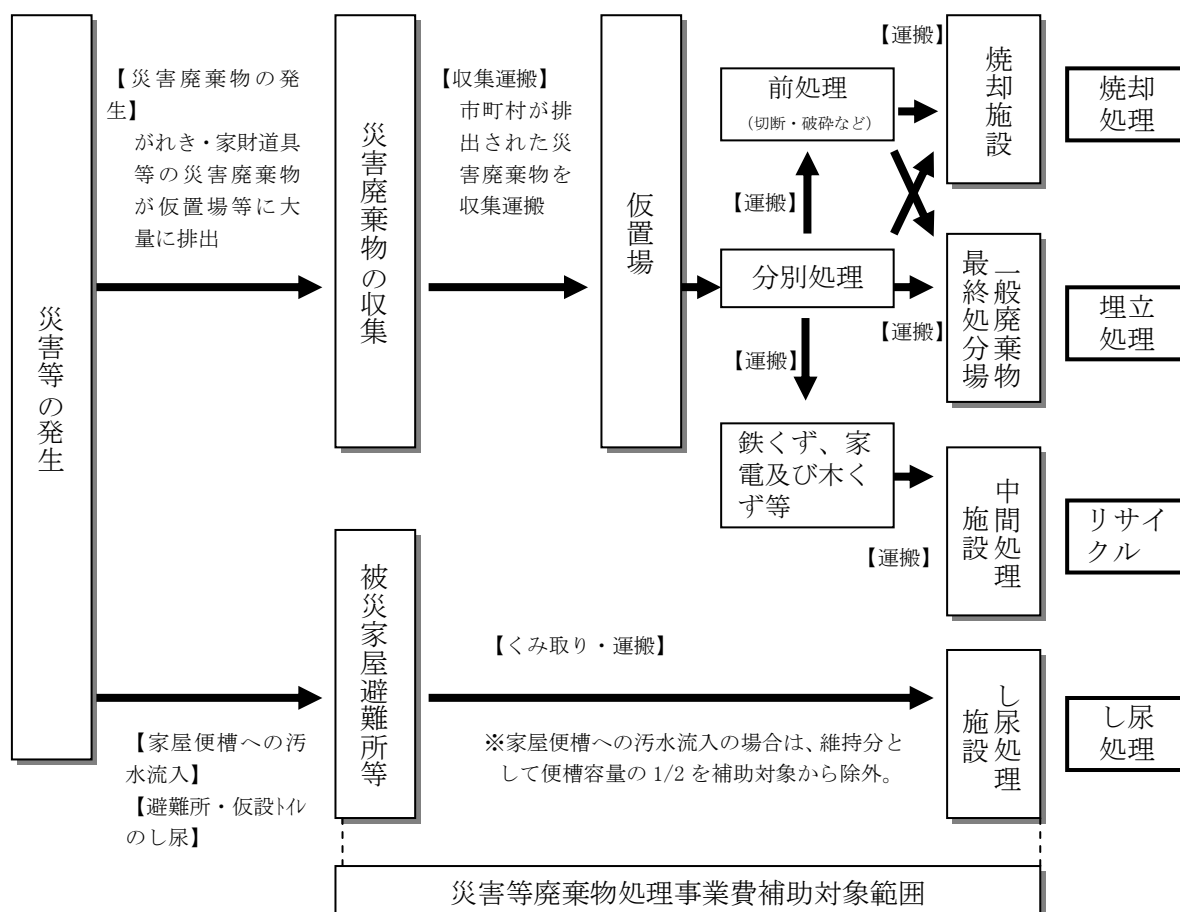 災害等の発生
【災害廃棄物の発
生】
がれき・家財道具
等の災害廃棄物
が仮置場等に大
量に排出
災害廃棄物の収集
【収集運搬】
市町村が排
出された災
害廃棄物を
収集運搬
仮置場
前処理
（切断・破砕など）
【運搬】
分別処理
【運搬】
鉄くず、家
電及び木く
ず等
【運搬】
焼却施設
焼却
処理
【運搬】
一般廃棄物
最終処分場
埋立
処理
【運搬】
中間処理
施設
リサイ
クル
【家屋便槽への汚
水流入】
【避難所・仮設ﾄｲﾚ
のし尿】
被災家屋避難所等
【くみ取り・運搬】
※家屋便槽への汚水流入の場合は、維持分と
して便槽容量の 1/2 を補助対象から除外。
し尿処理
施設
し尿
処理
災害等廃棄物処理事業費補助対象範囲